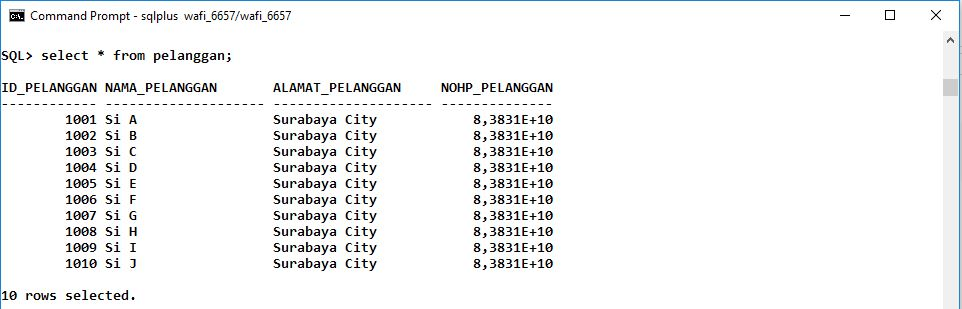 Command Prompt - sqlplus wafi_6657/wafi_6657
SQL> select * from pelanggan;
ID_PELANGGAN NAMA_PELANGGAN       ALAMAT_PELANGGAN     NOHP_PELANGGAN
------------ -------------------- -------------------- --------------
        1001 Si A                 Surabaya City            8,3831E+10
        1002 Si B                 Surabaya City            8,3831E+10
        1003 Si C                 Surabaya City            8,3831E+10
        1004 Si D                 Surabaya City            8,3831E+10
        1005 Si E                 Surabaya City            8,3831E+10
        1006 Si F                 Surabaya City            8,3831E+10
        1007 Si G                 Surabaya City            8,3831E+10
        1008 Si H                 Surabaya City            8,3831E+10
        1009 Si I                 Surabaya City            8,3831E+10
        1010 Si J                 Surabaya City            8,3831E+10
10 rows selected.